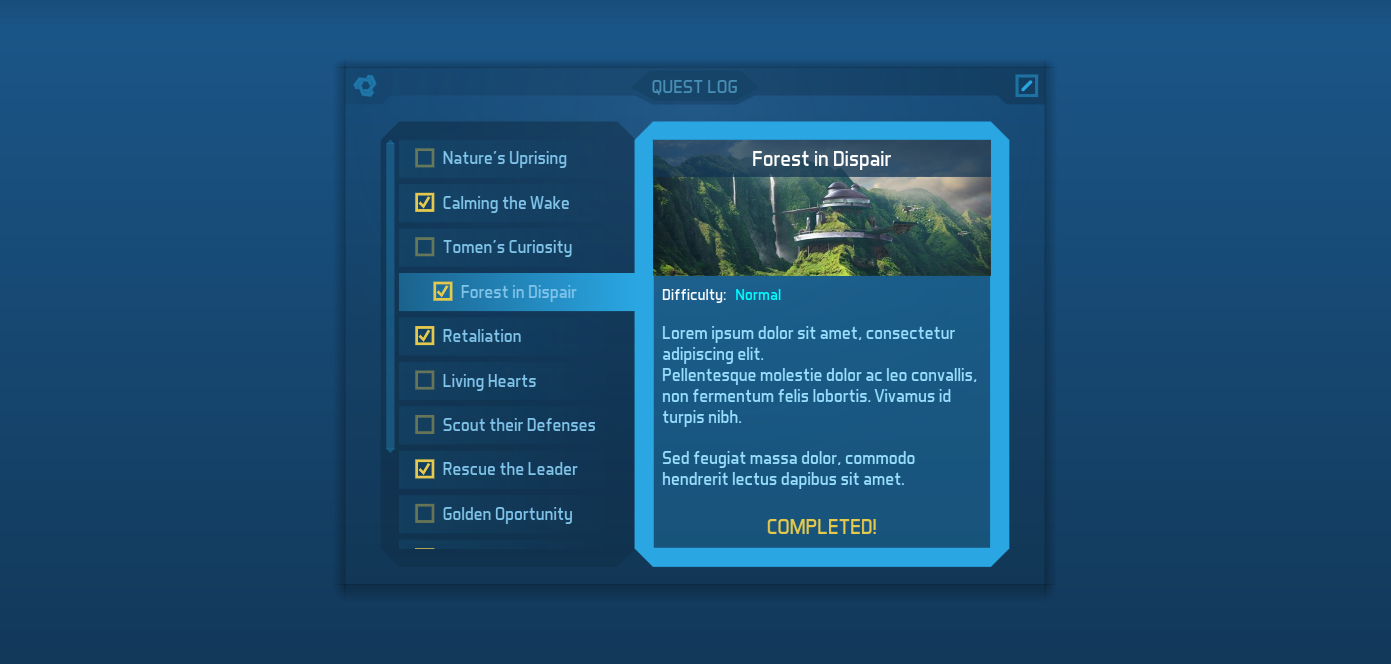 QUEST LOG
Nature's Uprising
Calming the Wake
Tomen's Curiosity
Forest in Dispair
Retaliation
Living Hearts
Scout their Defenses
Rescue the Leader
Golden Oportunity
Forest in Dispair
Difficulty: Normal
Lorem ipsum dolor sit amet, consectetur
adipiscing elit.
Pellentesque molestie dolor ac leo convallis,
non fermentum felis lobortis. Vivamus id
turpis nibh.
Sed feugiat massa dolor, commodo
hendrerit lectus dapibus sit amet.
COMPLETED!